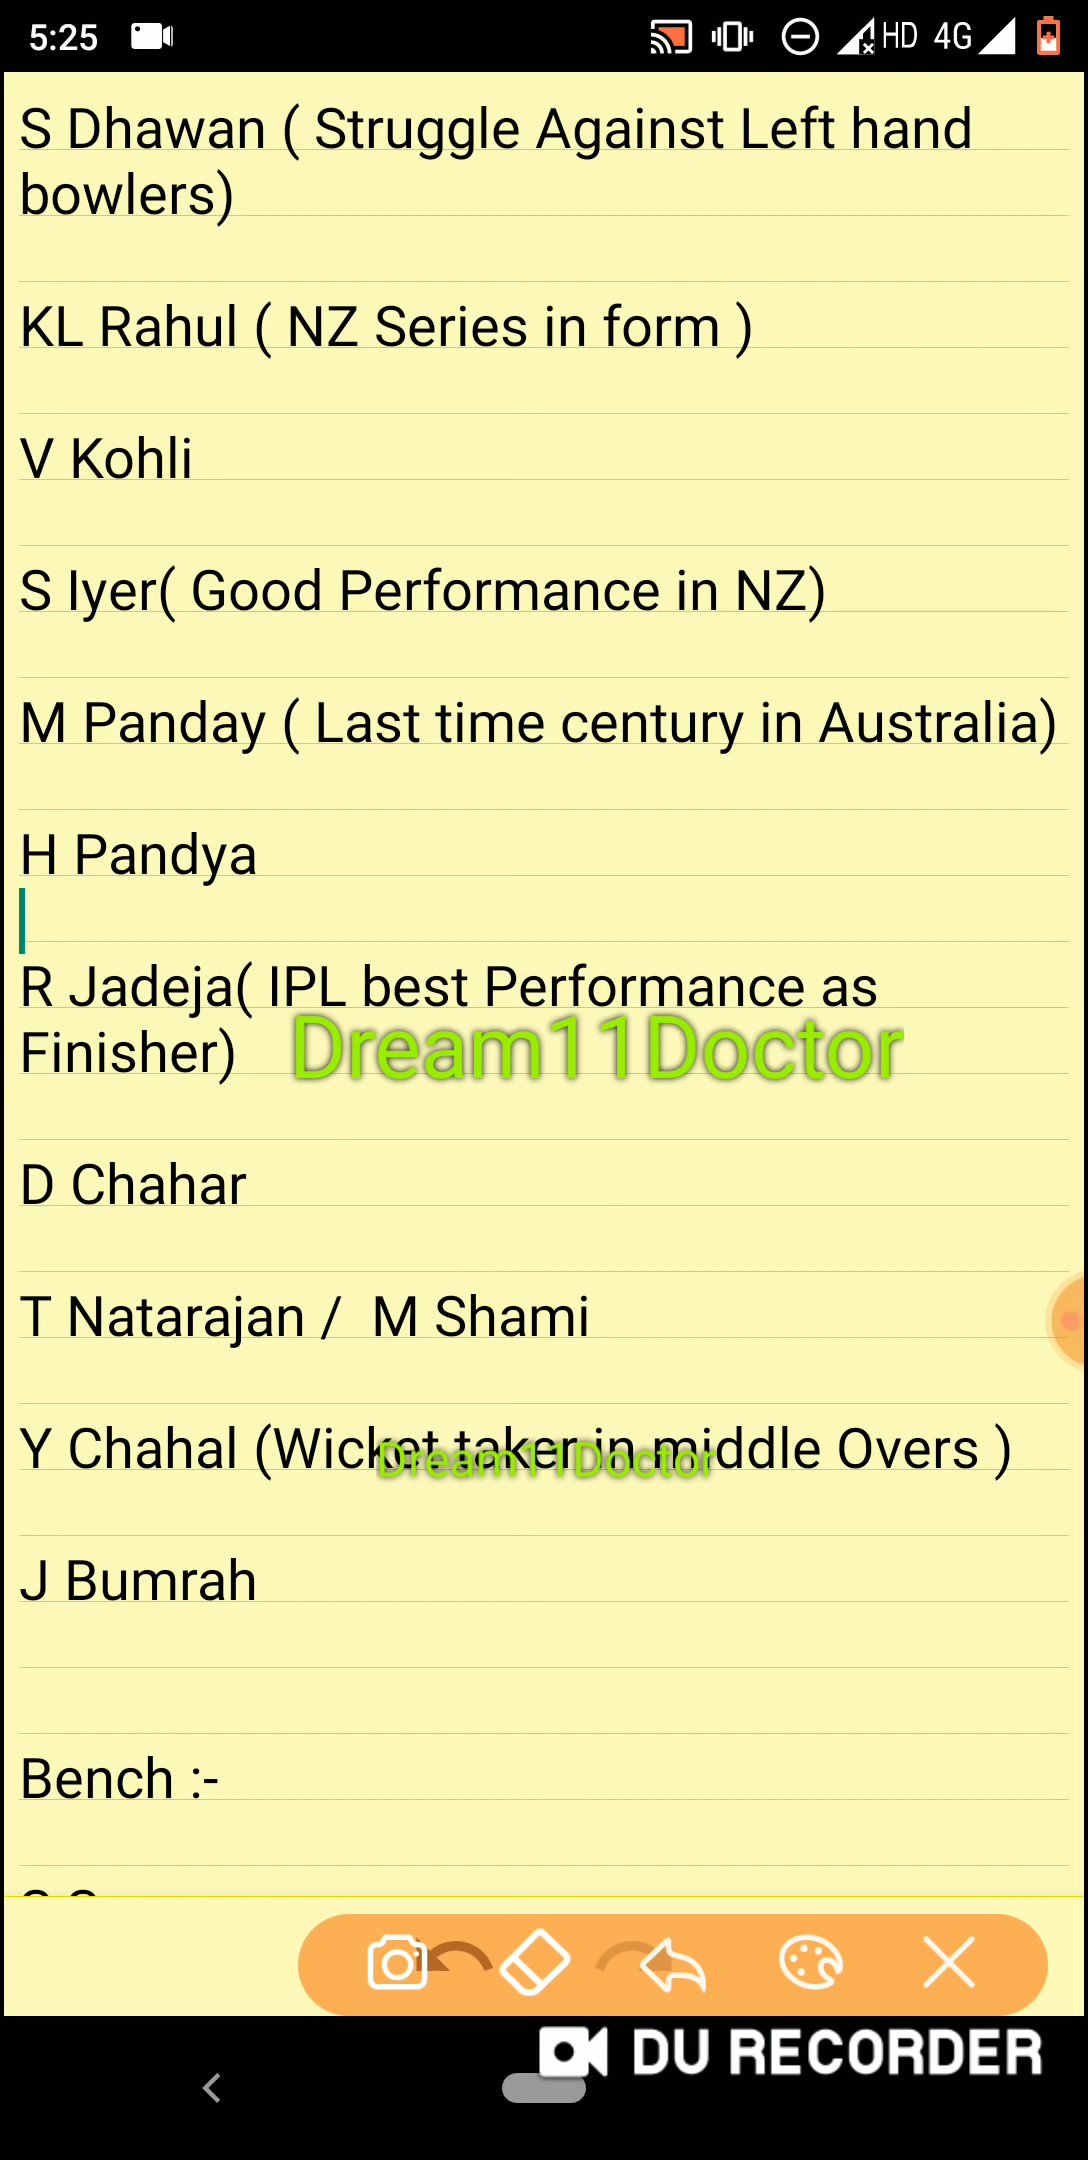 5:25 HD 4G
S Dhawan ( Struggle Against Left hand
bowlers)
KL Rahul ( NZ Series in form )
V Kohli
S Iyer( Good Performance in NZ)
M Panday ( Last time century in Australia)
H Pandya
R Jadeja( IPL best Performance as
Finisher) Dream11Doctor
D Chahar
T Natarajan / M Shami
Y Chahal (Wicket taker in middle Overs )
Dream11Doctor
J Bumrah
Bench :-
DU RECORDER